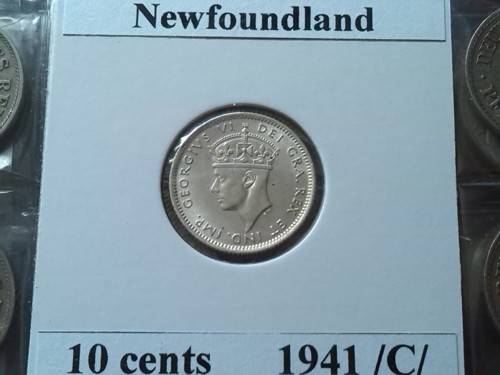 Newfoundland
GEORGIVS VI DEI GRA. REX ET IND. IMP.
10 cents 1941 /C/